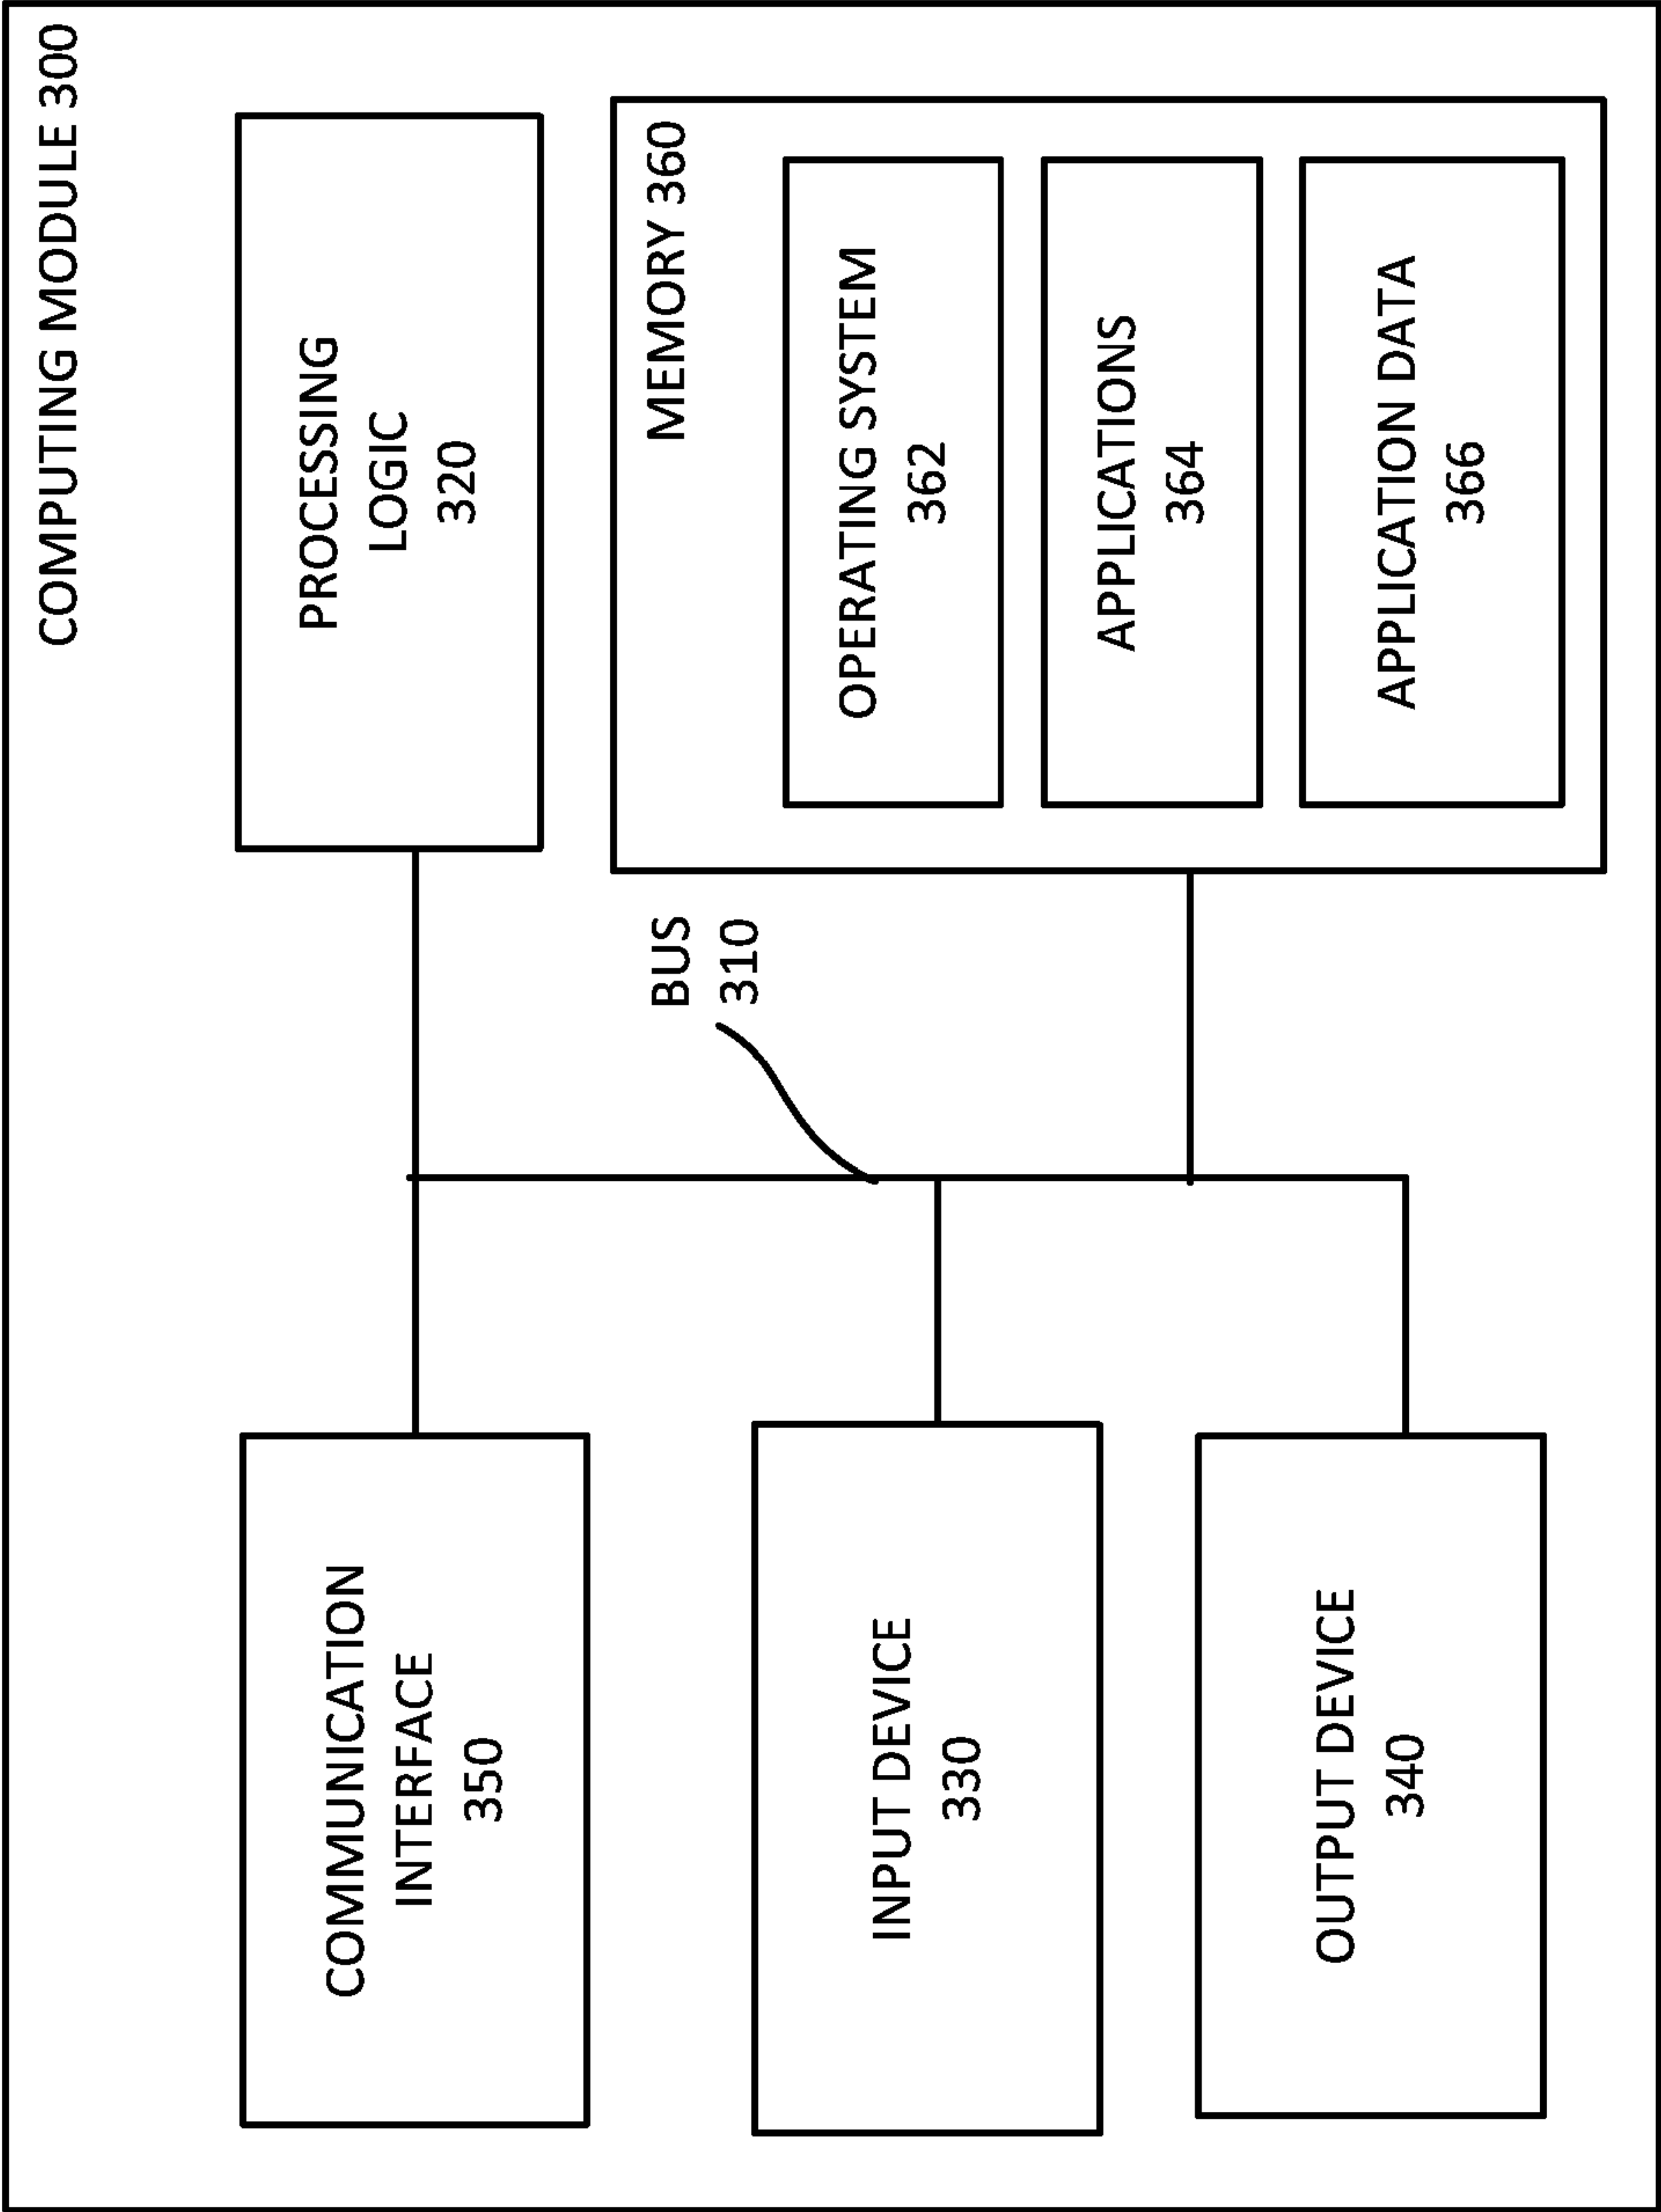 COMPUTING MODULE 300
COMMUNICATION
INTERFACE
350
PROCESSING
LOGIC
320
BUS
310
INPUT DEVICE
330
OUTPUT DEVICE
340
MEMORY 360
OPERATING SYSTEM
362
APPLICATIONS
364
APPLICATION DATA
366